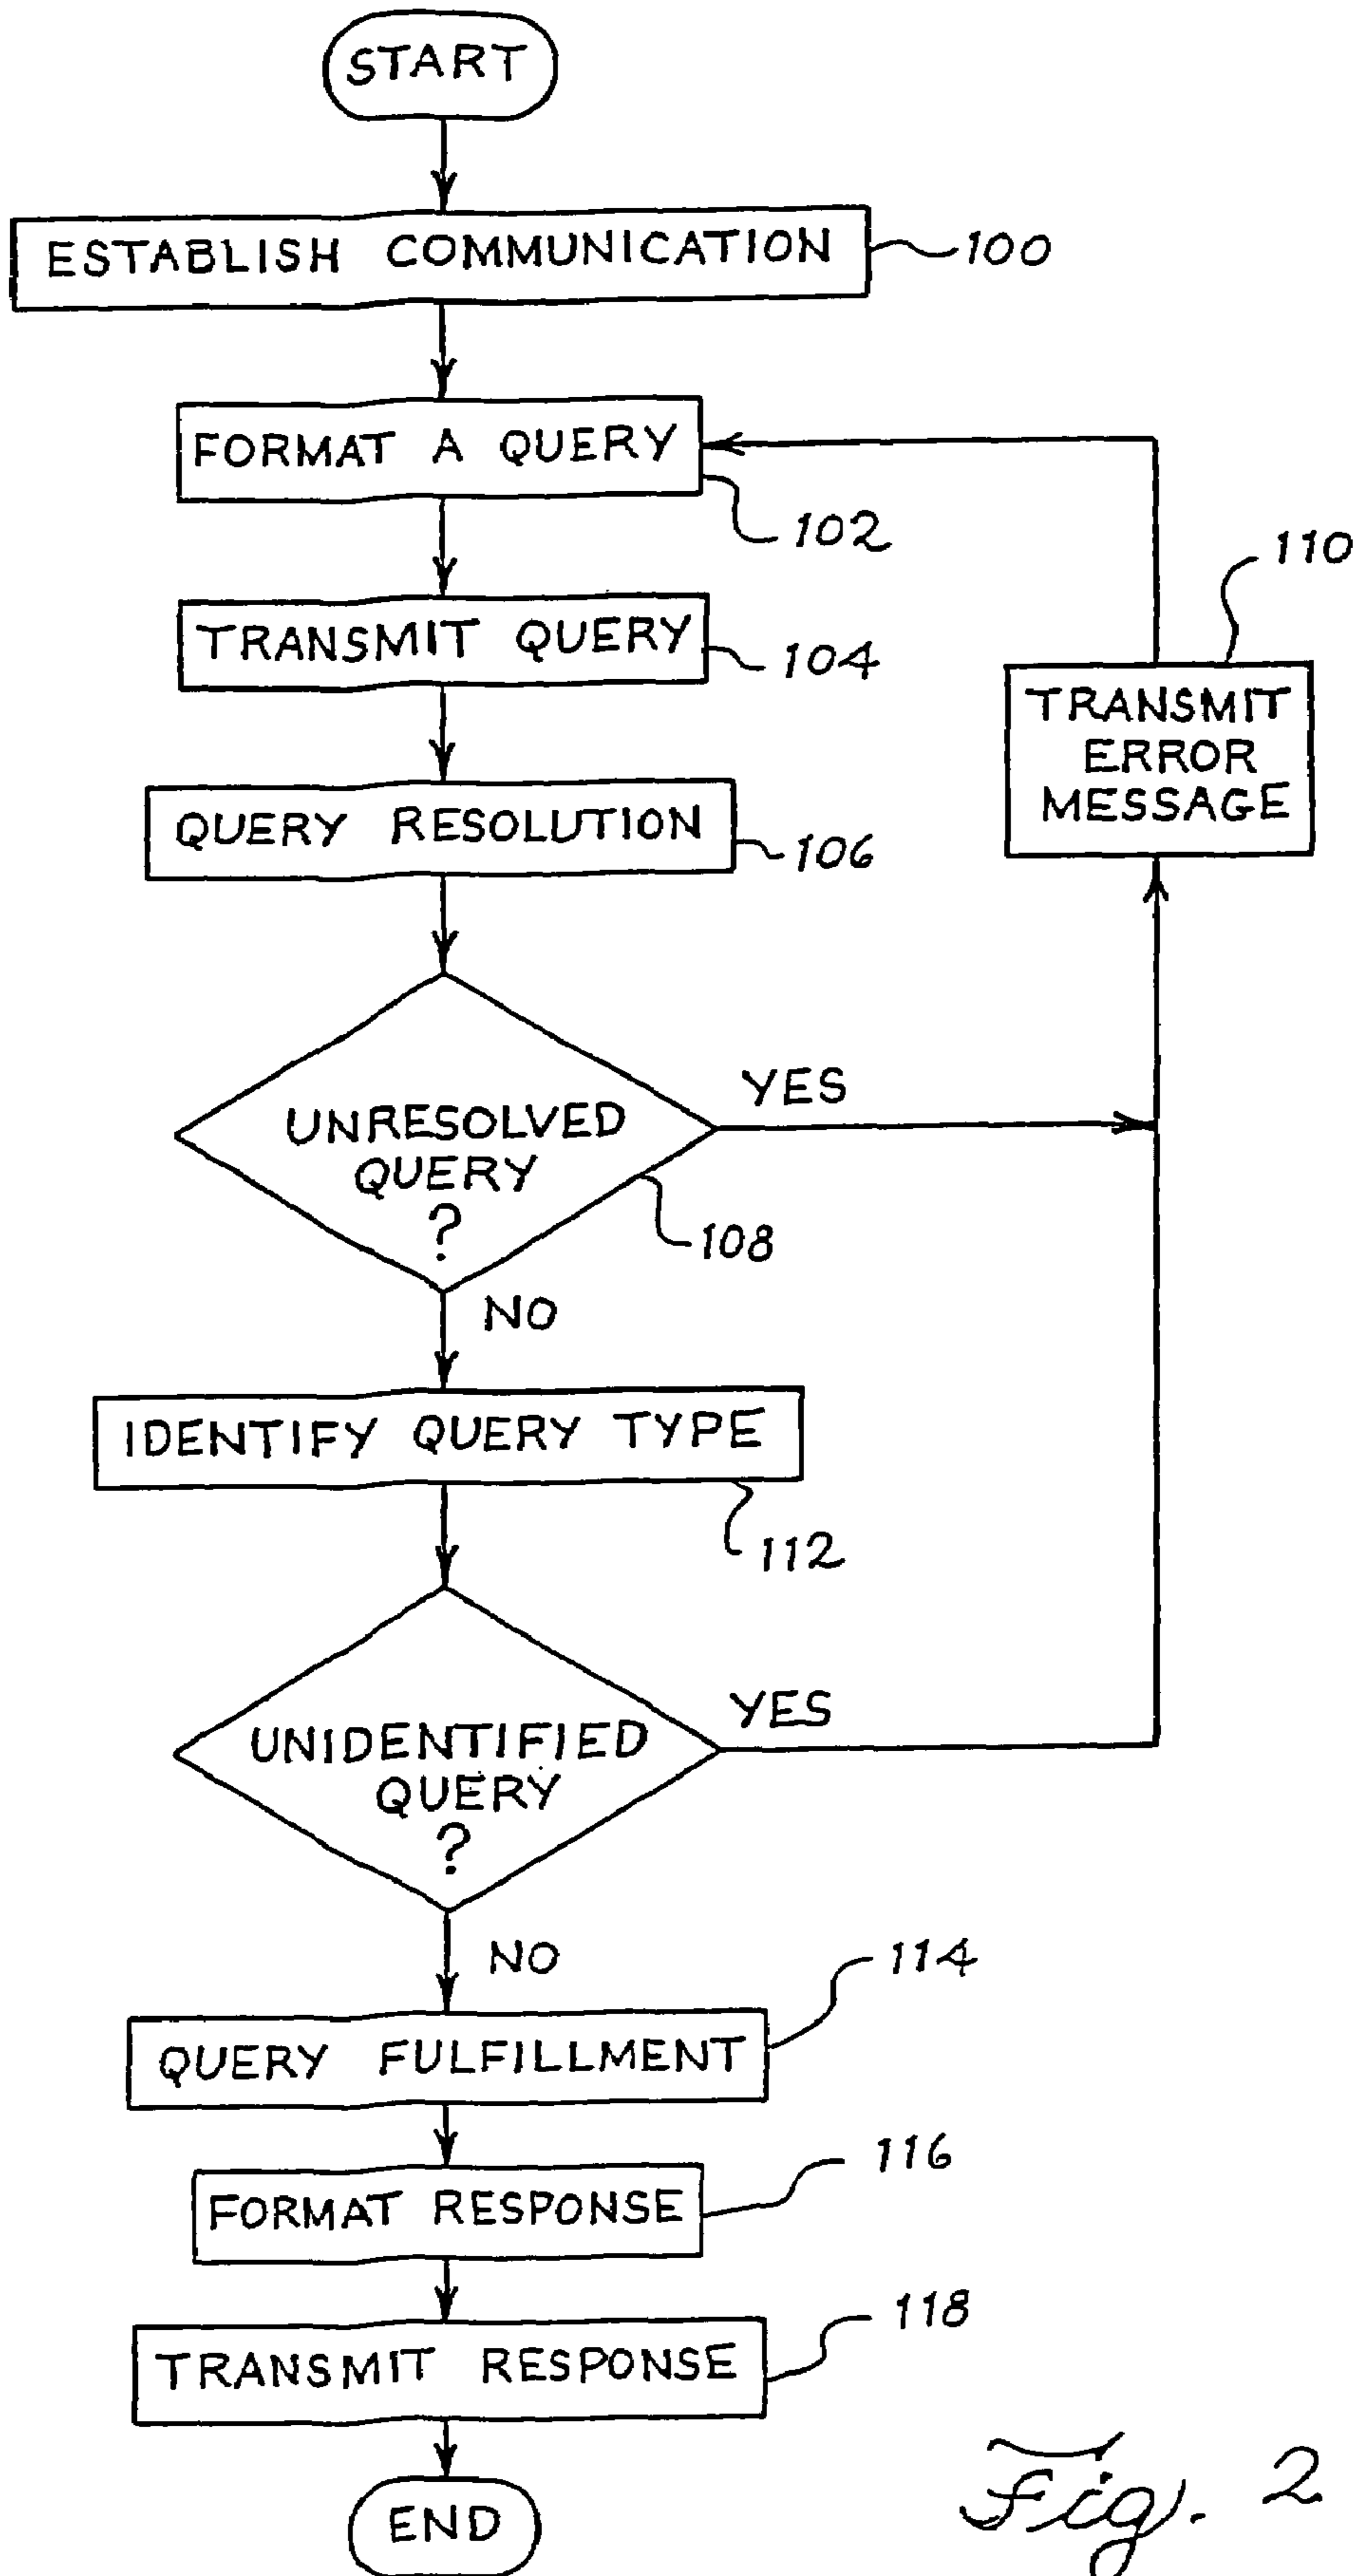 START
ESTABLISH COMMUNICATION
100
FORMAT A QUERY
102
TRANSMIT QUERY
104
110
TRANSMIT
ERROR
MESSAGE
QUERY RESOLUTION
106
YES
UNRESOLVED
QUERY
?
108
NO
IDENTIFY QUERY TYPE
112
YES
UNIDENTIFIED
QUERY
?
NO
114
QUERY FULFILLMENT
116
FORMAT RESPONSE
118
TRANSMIT RESPONSE
END
Fig. 2